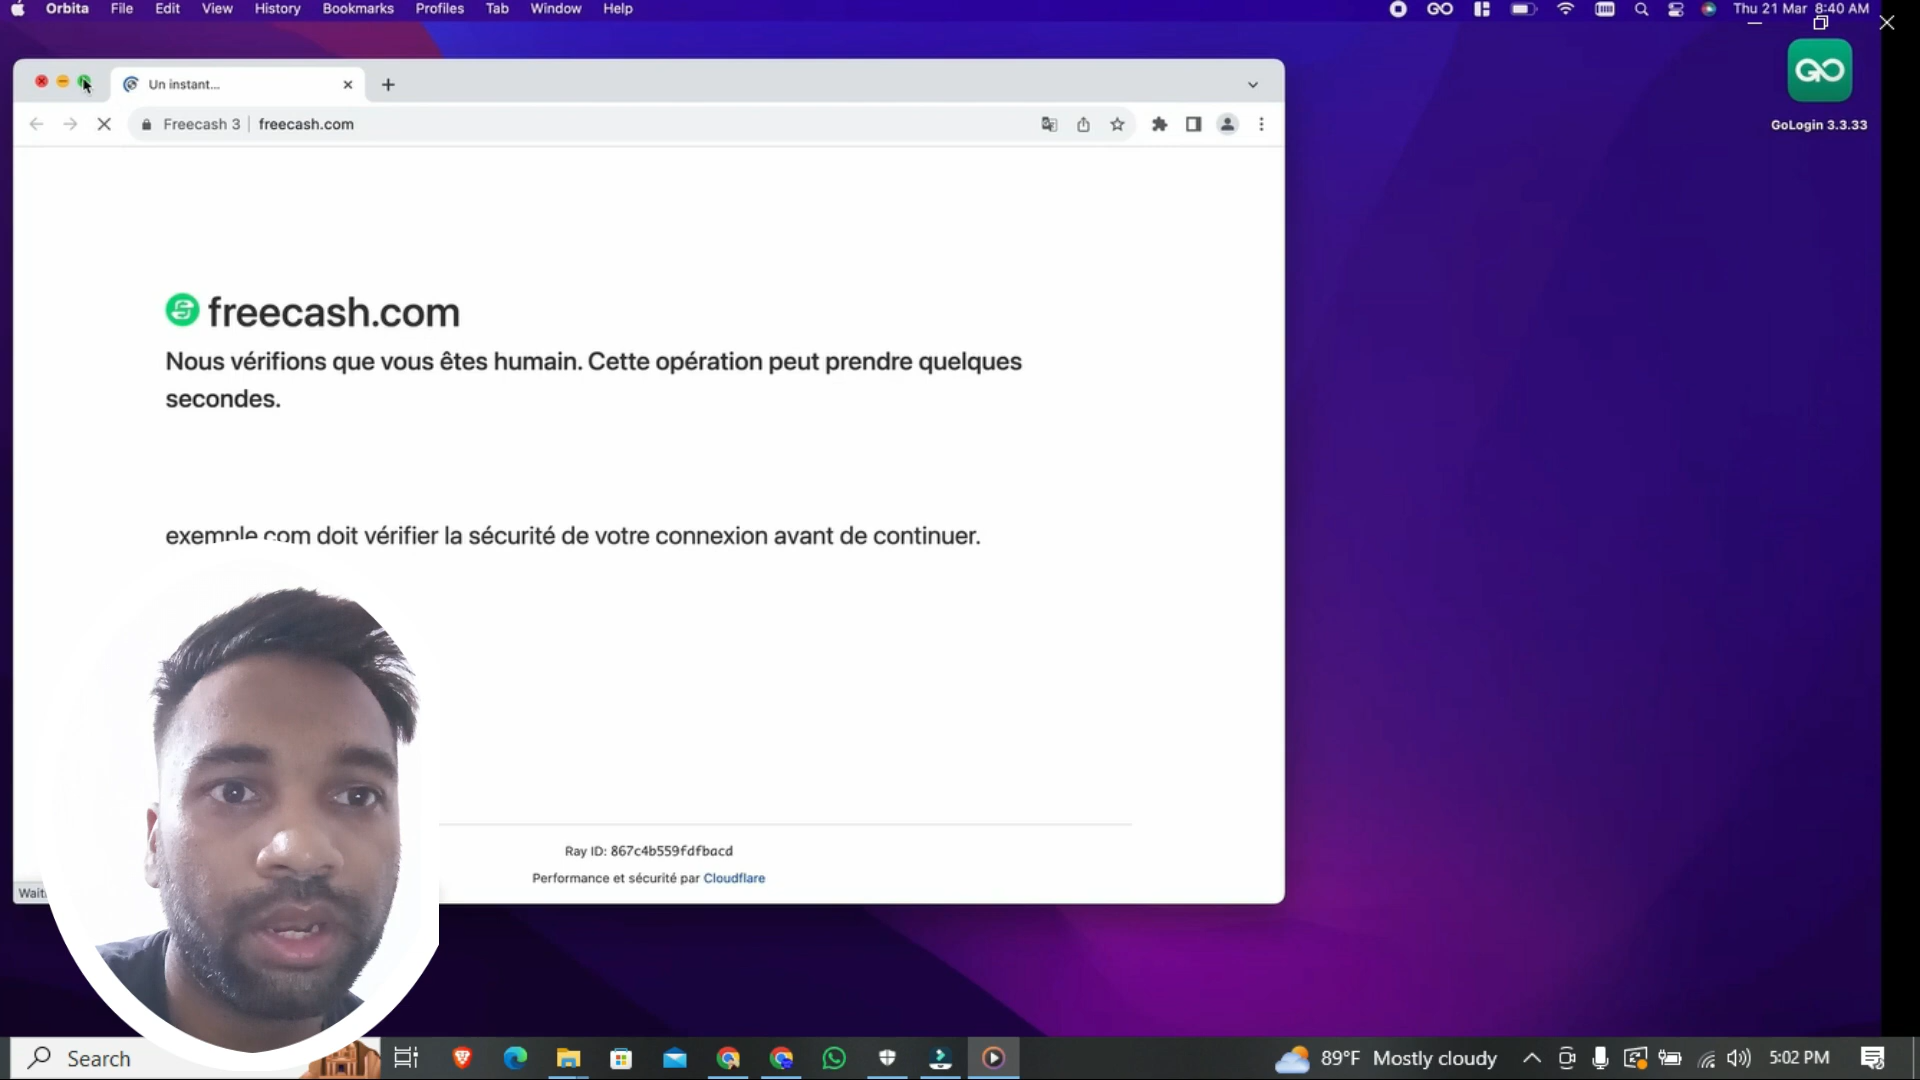 Orbita File Edit View History Bookmarks Profiles Tab Window Help
GO
Thu 21 Mar 8:40 AM
GO
GoLogin 3.3.33
Un instant...
Freecash 3 | freecash.com
freecash.com
Nous vérifions que vous êtes humain. Cette opération peut prendre quelques
secondes.
exemple.com doit vérifier la sécurité de votre connexion avant de continuer.
Ray ID: 867c4b559fdfbacd
Performance et sécurité par Cloudflare
Search
89°F Mostly cloudy
5:02 PM